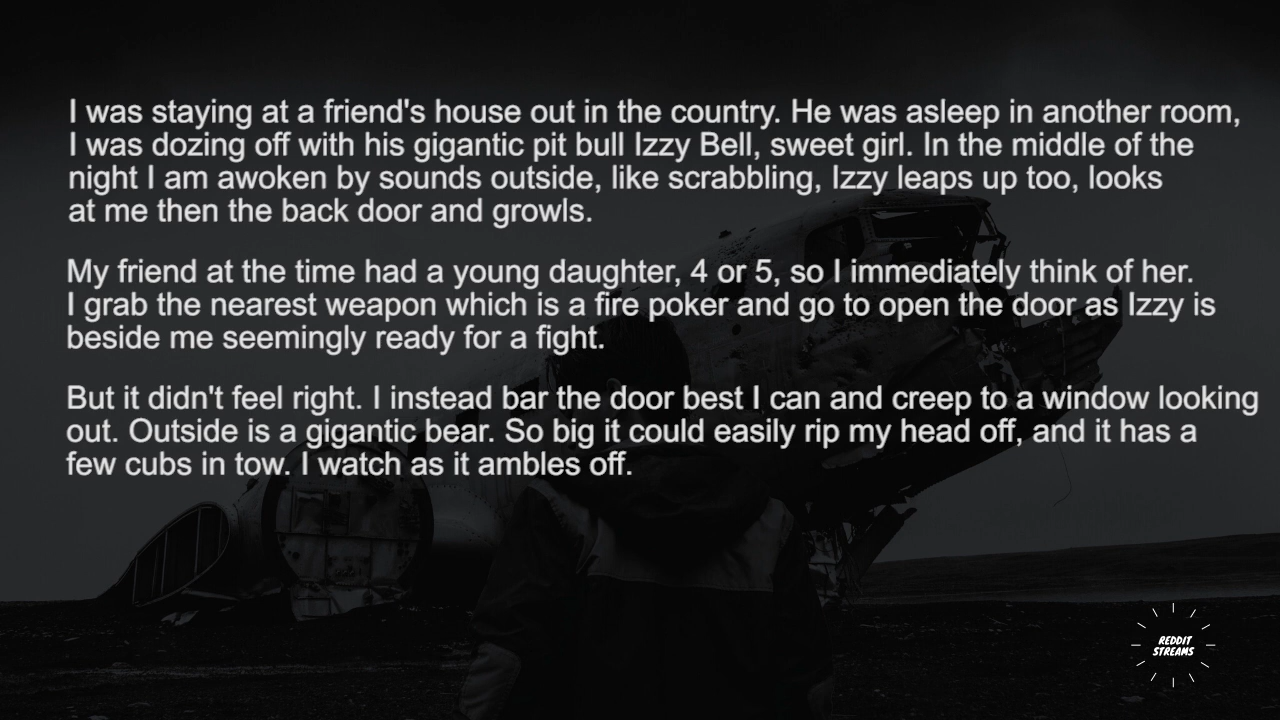 I was staying at a friend's house out in the country. He was asleep in another room,
I was dozing off with his gigantic pit bull Izzy Bell, sweet girl. In the middle of the
night I am awoken by sounds outside, like scrabbling, Izzy leaps up too, looks
at me then the back door and growls.
My friend at the time had a young daughter, 4 or 5, so I immediately think of her.
I grab the nearest weapon which is a fire poker and go to open the door as Izzy is
beside me seemingly ready for a fight.
But it didn't feel right. I instead bar the door best I can and creep to a window looking
out. Outside is a gigantic bear. So big it could easily rip my head off, and it has a
few cubs in tow. I watch as it ambles off.
REDDIT
STREAMS